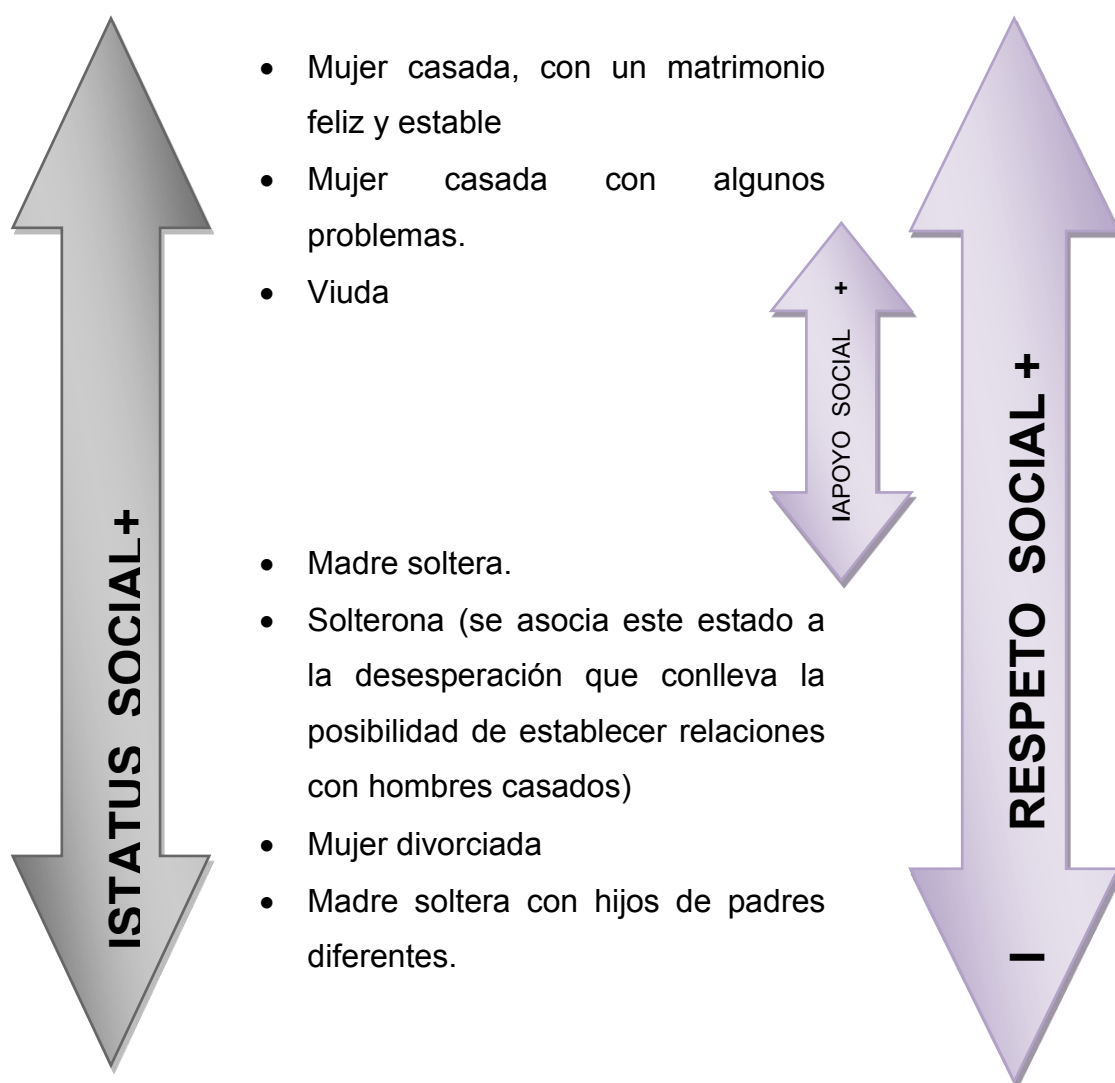 • Mujer casada, con un matrimonio
feliz y estable
• Mujer casada con algunos
problemas.
• Viuda
• Madre soltera.
• Solterona (se asocia este estado a
la desesperación que conlleva la
posibilidad de establecer relaciones
con hombres casados)
• Mujer divorciada
• Madre soltera con hijos de padres
diferentes.
ISTATUS SOCIAL+
IAPOYO SOCIAL +
I RESPETO SOCIAL +